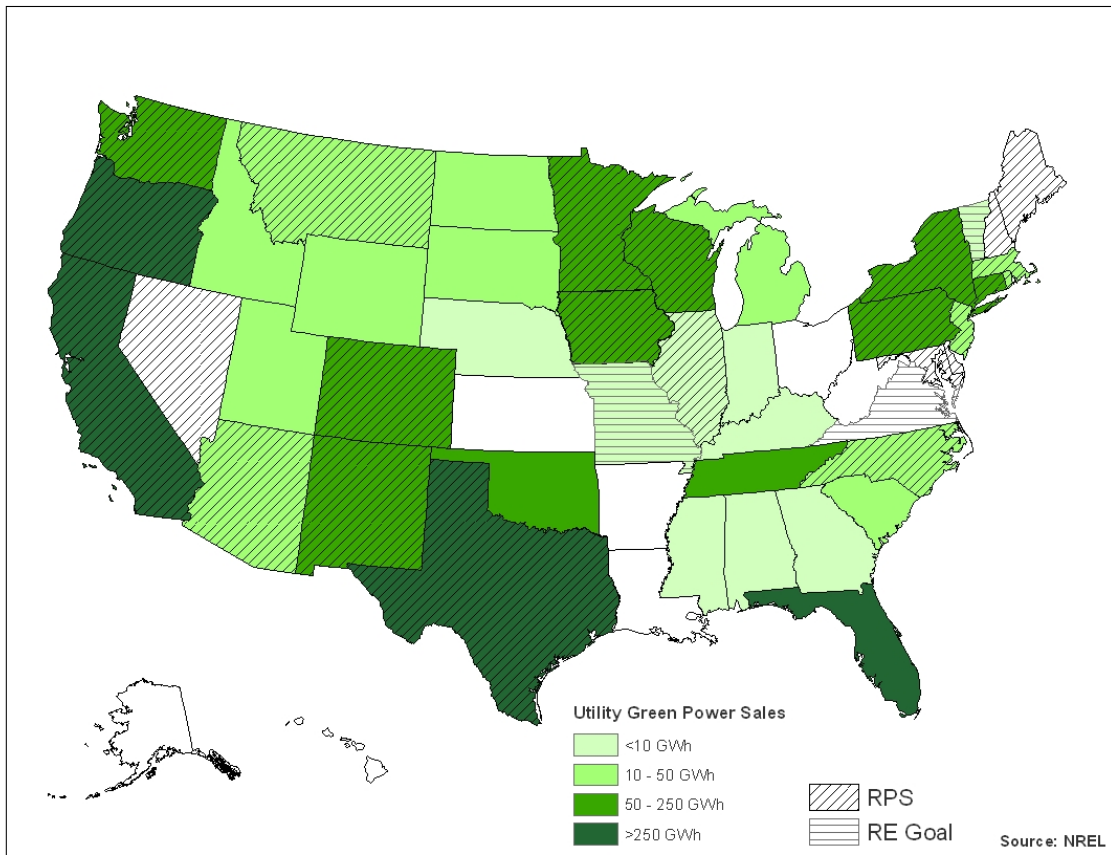 Utility Green Power Sales
<10 GWh
10 - 50 GWh
50 - 250 GWh
>250 GWh
RPS
RE Goal
Source: NREL